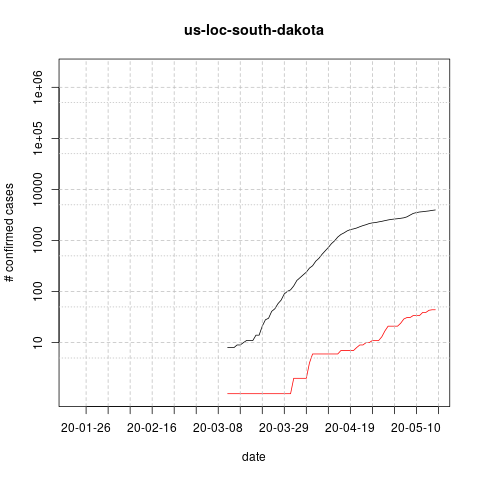 us-loc-south-dakota
# confirmed cases
1e+06
1e+05
10000
1000
100
10
20-01-26 20-02-16 20-03-08 20-03-29 20-04-19 20-05-10
date